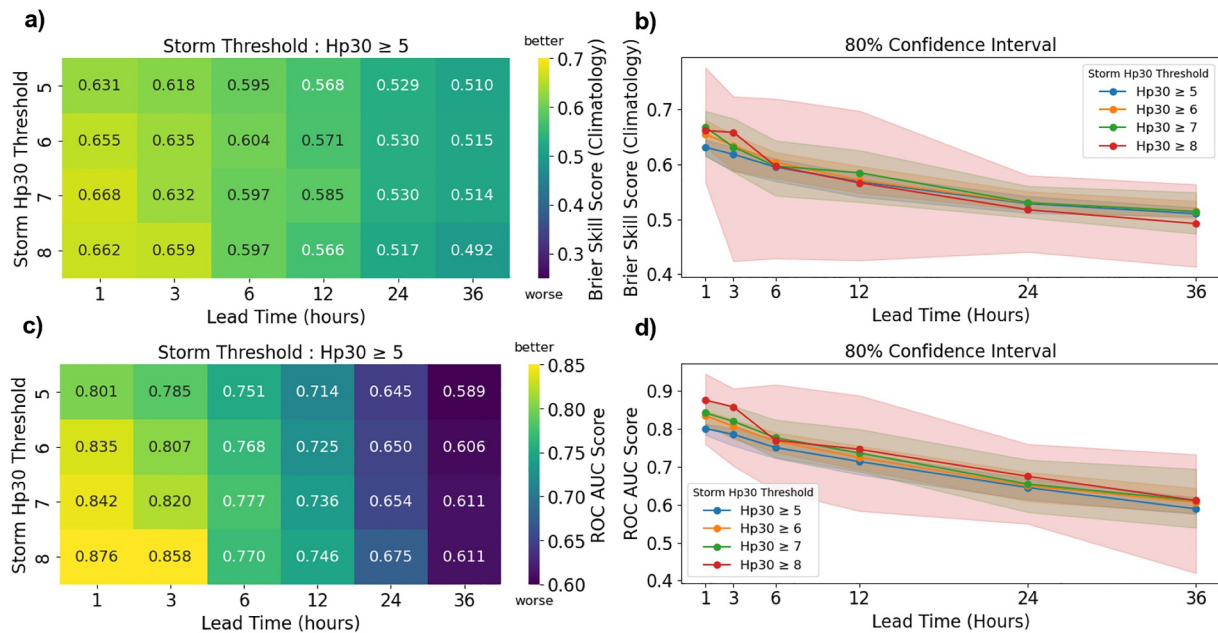 a)
Storm Threshold : Hp30 ≥ 5
better
Storm Hp30 Threshold
5 0.631 0.618 0.595 0.568 0.529 0.510
6 0.655 0.635 0.604 0.571 0.530 0.515
7 0.668 0.632 0.597 0.585 0.530 0.514
8 0.662 0.659 0.597 0.566 0.517 0.492
1 3 6 12 24 36
Lead Time (hours)
0.7
0.6
0.5
0.4
0.3
worse
Brier Skill Score (Climatology)
b)
80% Confidence Interval
Brier Skill Score (Climatology)
0.7
0.6
0.5
0.4
Storm Hp30 Threshold
Hp30 ≥ 5
Hp30 ≥ 6
Hp30 ≥ 7
Hp30 ≥ 8
1 3 6 12 24 36
Lead Time (Hours)
c)
Storm Threshold : Hp30 ≥ 5
better
Storm Hp30 Threshold
5 0.801 0.785 0.751 0.714 0.645 0.589
6 0.835 0.807 0.768 0.725 0.650 0.606
7 0.842 0.820 0.777 0.736 0.654 0.611
8 0.876 0.858 0.770 0.746 0.675 0.611
1 3 6 12 24 36
Lead Time (hours)
0.85
0.80
0.75
0.70
0.65
0.60
worse
ROC AUC Score
d)
80% Confidence Interval
ROC AUC Score
0.9
0.8
0.7
0.6
0.5
0.4
Storm Hp30 Threshold
Hp30 ≥ 5
Hp30 ≥ 6
Hp30 ≥ 7
Hp30 ≥ 8
1 3 6 12 24 36
Lead Time (Hours)